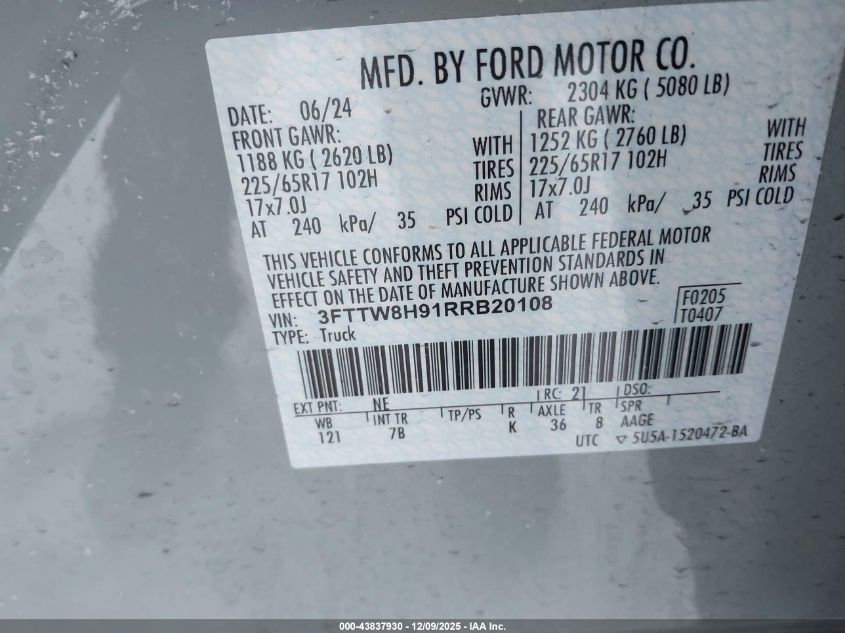 MFD. BY FORD MOTOR CO.
DATE: 06/24
GVWR: 2304 KG ( 5080 LB)
FRONT GAWR:
1188 KG ( 2620 LB) WITH
225/65R17 102H TIRES
17x7.0J RIMS
AT 240 kPa/ 35 PSI COLD
REAR GAWR:
1252 KG ( 2760 LB) WITH
225/65R17 102H TIRES
17x7.0J RIMS
AT 240 kPa/ 35 PSI COLD
THIS VEHICLE CONFORMS TO ALL APPLICABLE FEDERAL MOTOR
VEHICLE SAFETY AND THEFT PREVENTION STANDARDS IN
EFFECT ON THE DATE OF MANUFACTURE SHOWN ABOVE.
VIN: 3FTTW8H91RRB20108
F0205
TYPE: Truck
T0407
EXT PNT: NE RC: 21 DSO:
WB INT TR TP/PS R AXLE TR SPR
121 7B K 36 8 AAGE
UTC ▽ 5U5A-1520472-BA
000-43837930 - 12/09/2025 - IAA Inc.